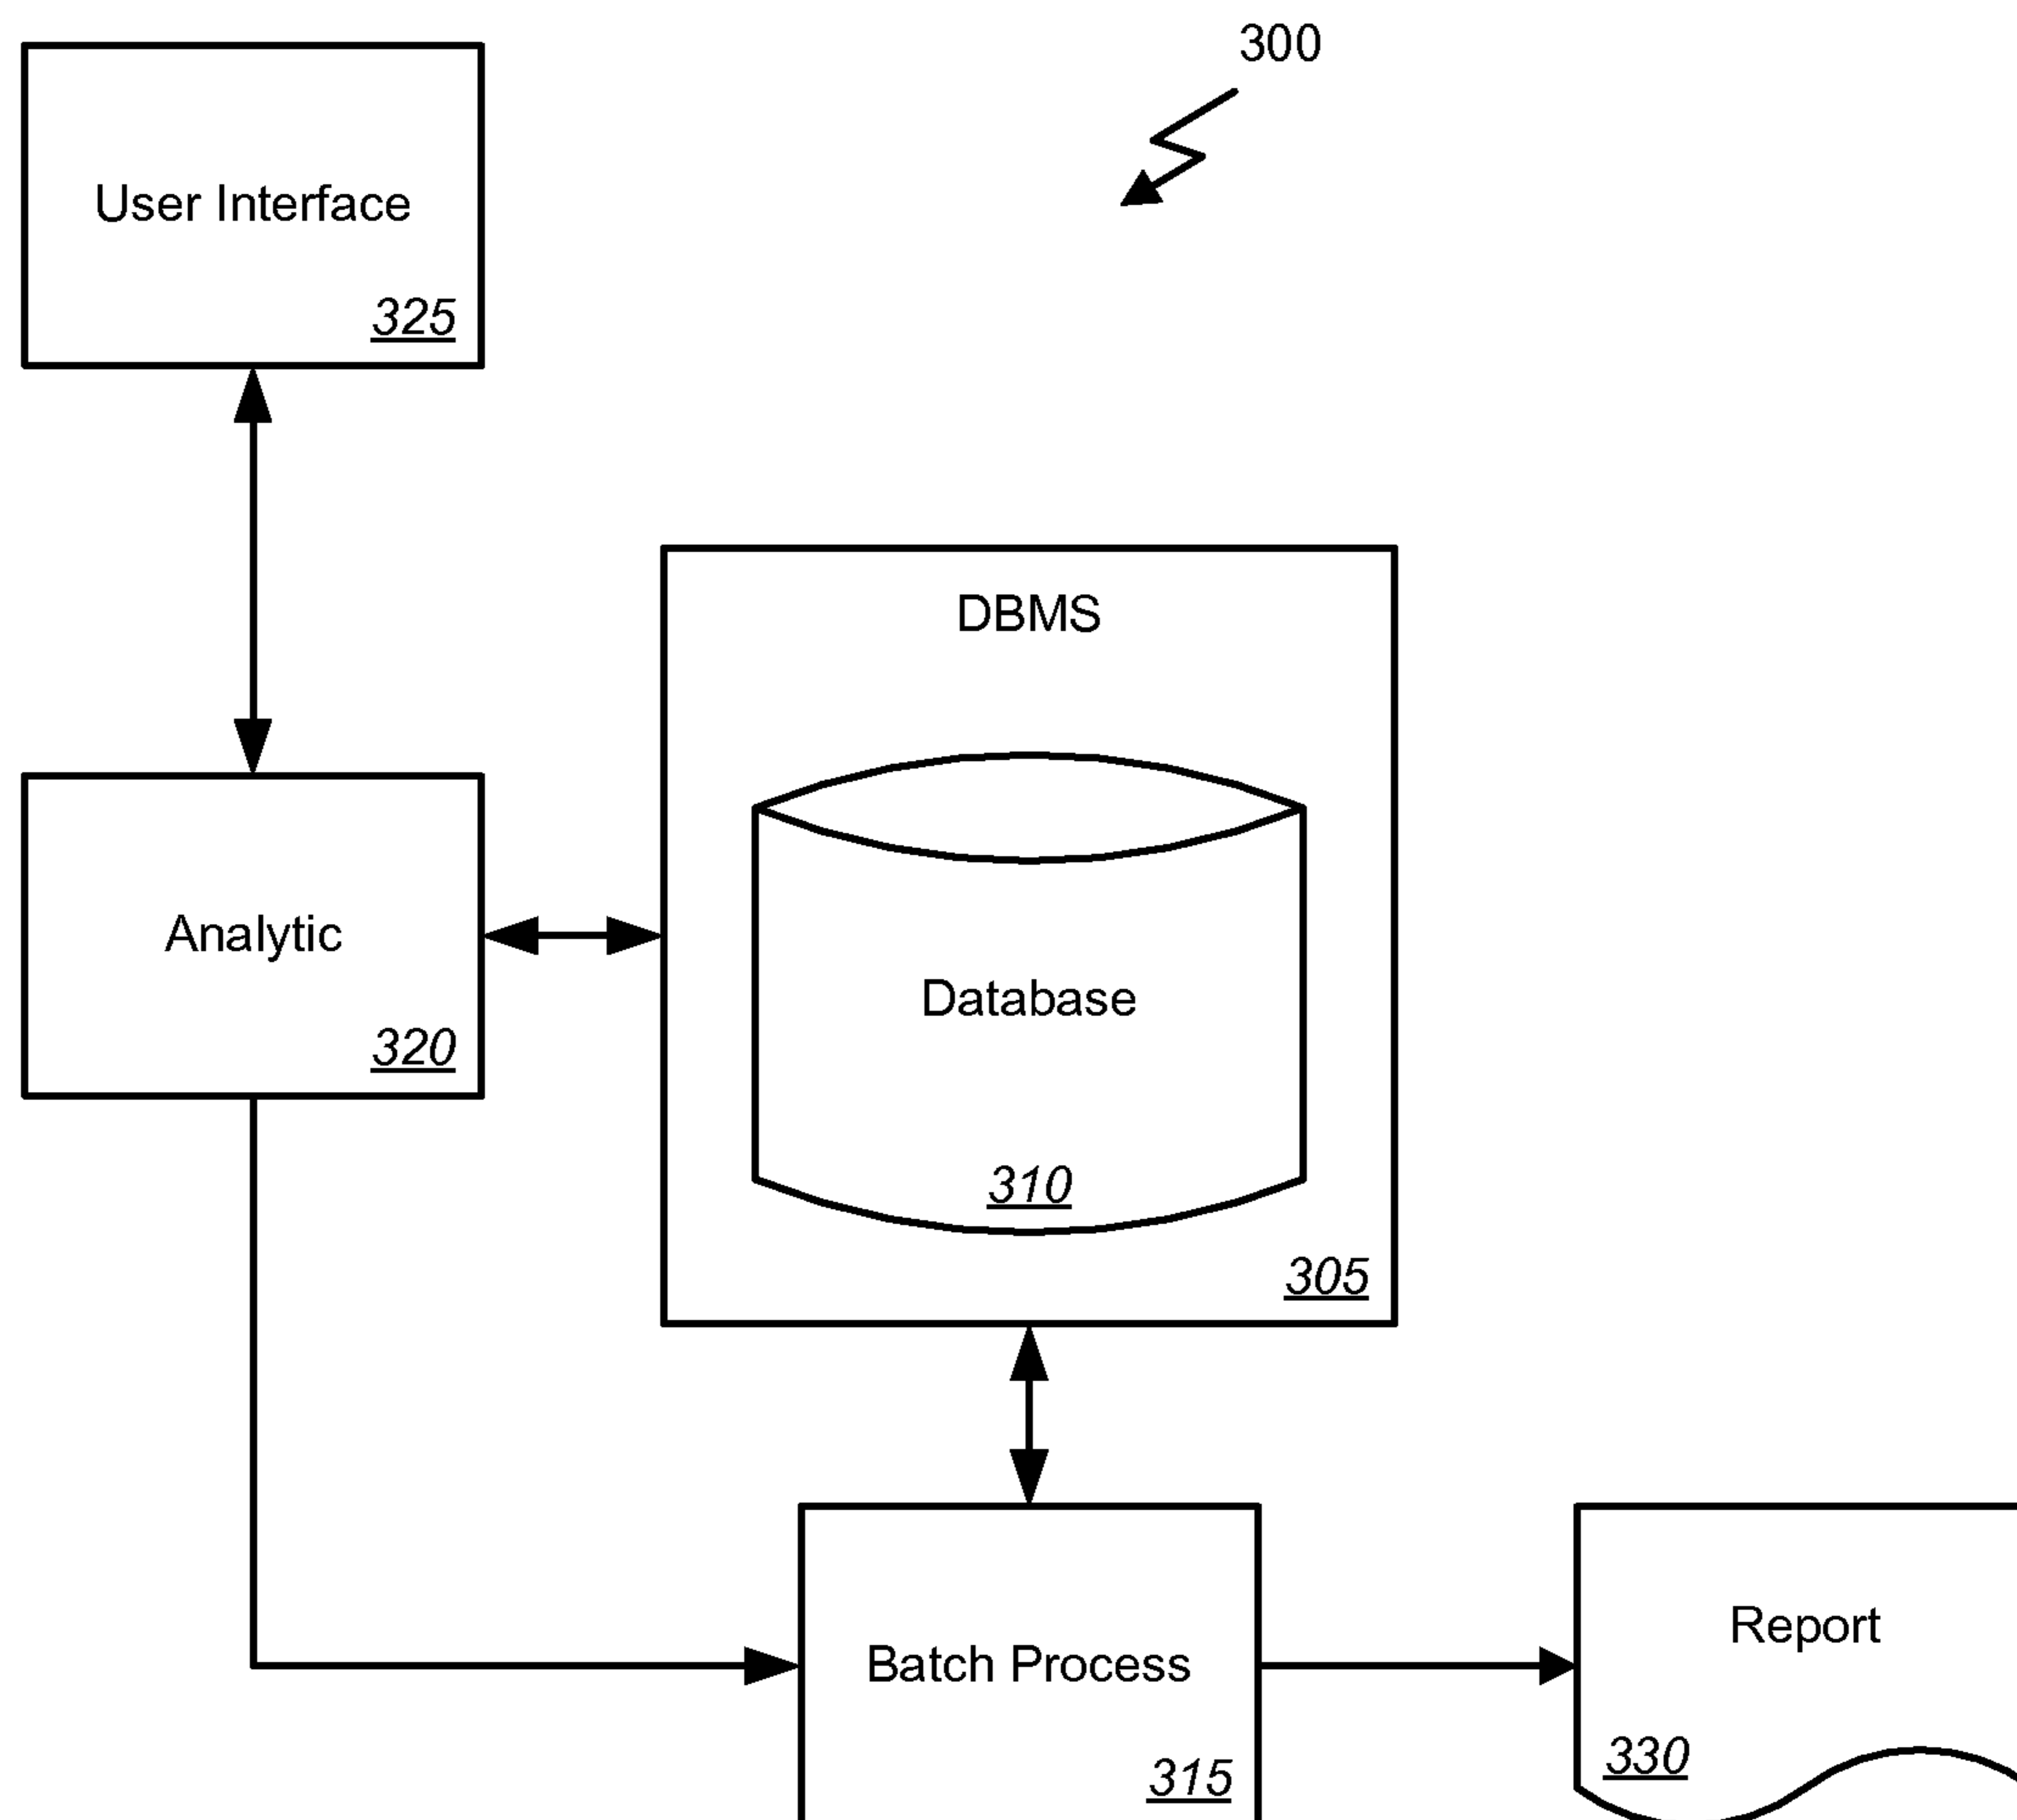 300
User Interface
325
DBMS
Analytic
320
Database
310
305
Batch Process
315
Report
330